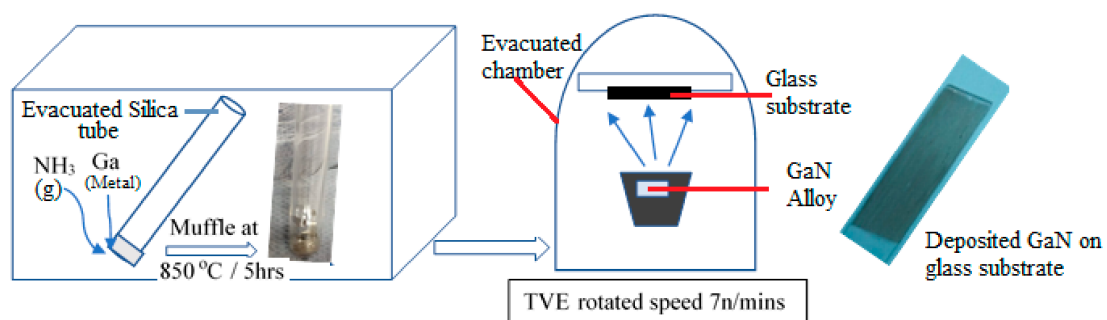 Evacuated Silica
tube
NH3
(g)
Ga
(Metal)
Muffle at
850 °C / 5hrs
Evacuated
chamber
Glass
substrate
GaN
Alloy
TVE rotated speed 7n/mins
Deposited GaN on
glass substrate